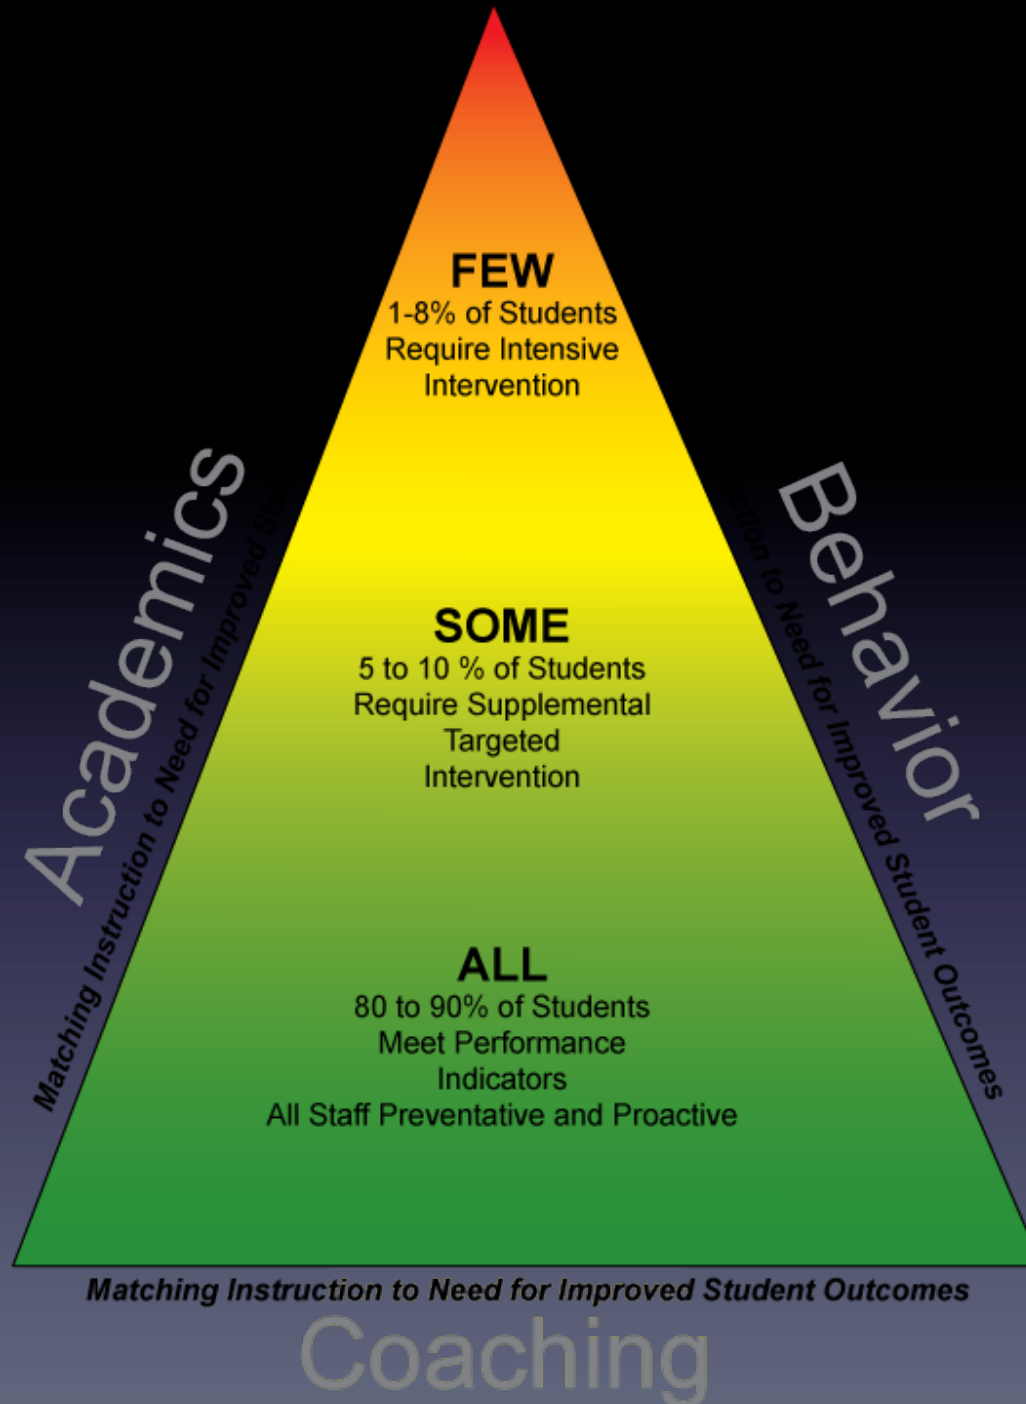 FEW
1-8% of Students
Require Intensive
Intervention
Academics
Matching Instruction to Need for Improved
Behavior
to Need for Improved Student Outcomes
SOME
5 to 10 % of Students
Require Supplemental
Targeted
Intervention
ALL
80 to 90% of Students
Meet Performance
Indicators
All Staff Preventative and Proactive
Matching Instruction to Need for Improved Student Outcomes
Coaching